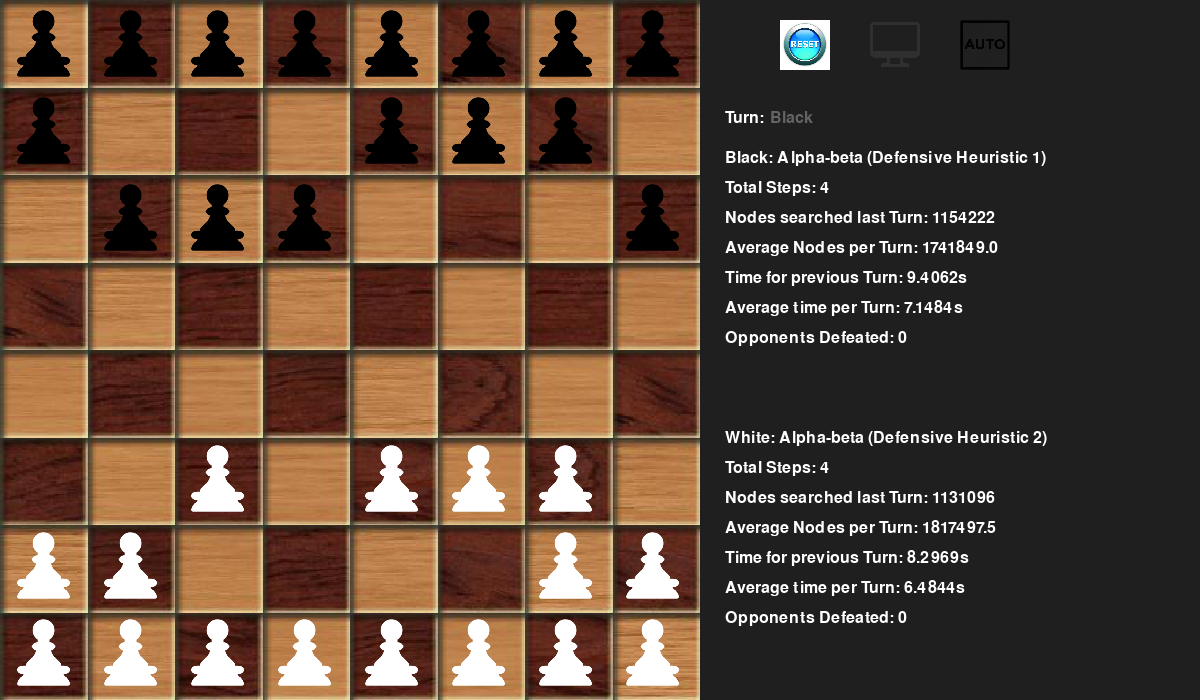 RESET
AUTO
Turn: Black
Black: Alpha-beta (Defensive Heuristic 1)
Total Steps: 4
Nodes searched last Turn: 1154222
Average Nodes per Turn: 1741849.0
Time for previous Turn: 9.4062s
Average time per Turn: 7.1484s
Opponents Defeated: 0
White: Alpha-beta (Defensive Heuristic 2)
Total Steps: 4
Nodes searched last Turn: 1131096
Average Nodes per Turn: 1817497.5
Time for previous Turn: 8.2969s
Average time per Turn: 6.4844s
Opponents Defeated: 0